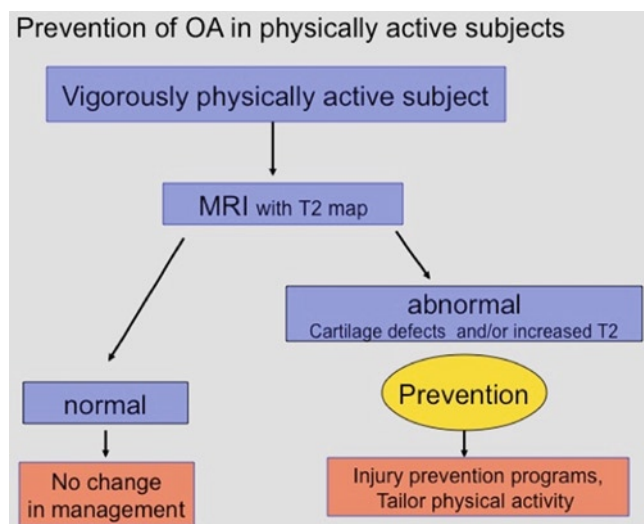 Prevention of OA in physically active subjects
Vigorously physically active subject
MRI with T2 map
abnormal
Cartilage defects and/or increased T2
normal
Prevention
No change
in management
Injury prevention programs,
Tailor physical activity